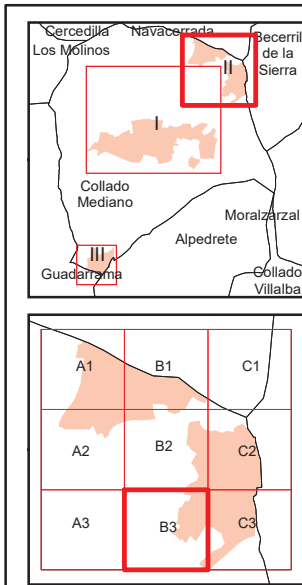 Cercedilla Navacerrada Becerril
Los Molinos de la
Sierra
II
I
Collado
Mediano
Moralzarzal
Alpedrete
III
Guadarrama
Collado
Villalba
A1 B1 C1
A2 B2 C2
A3 B3 C3